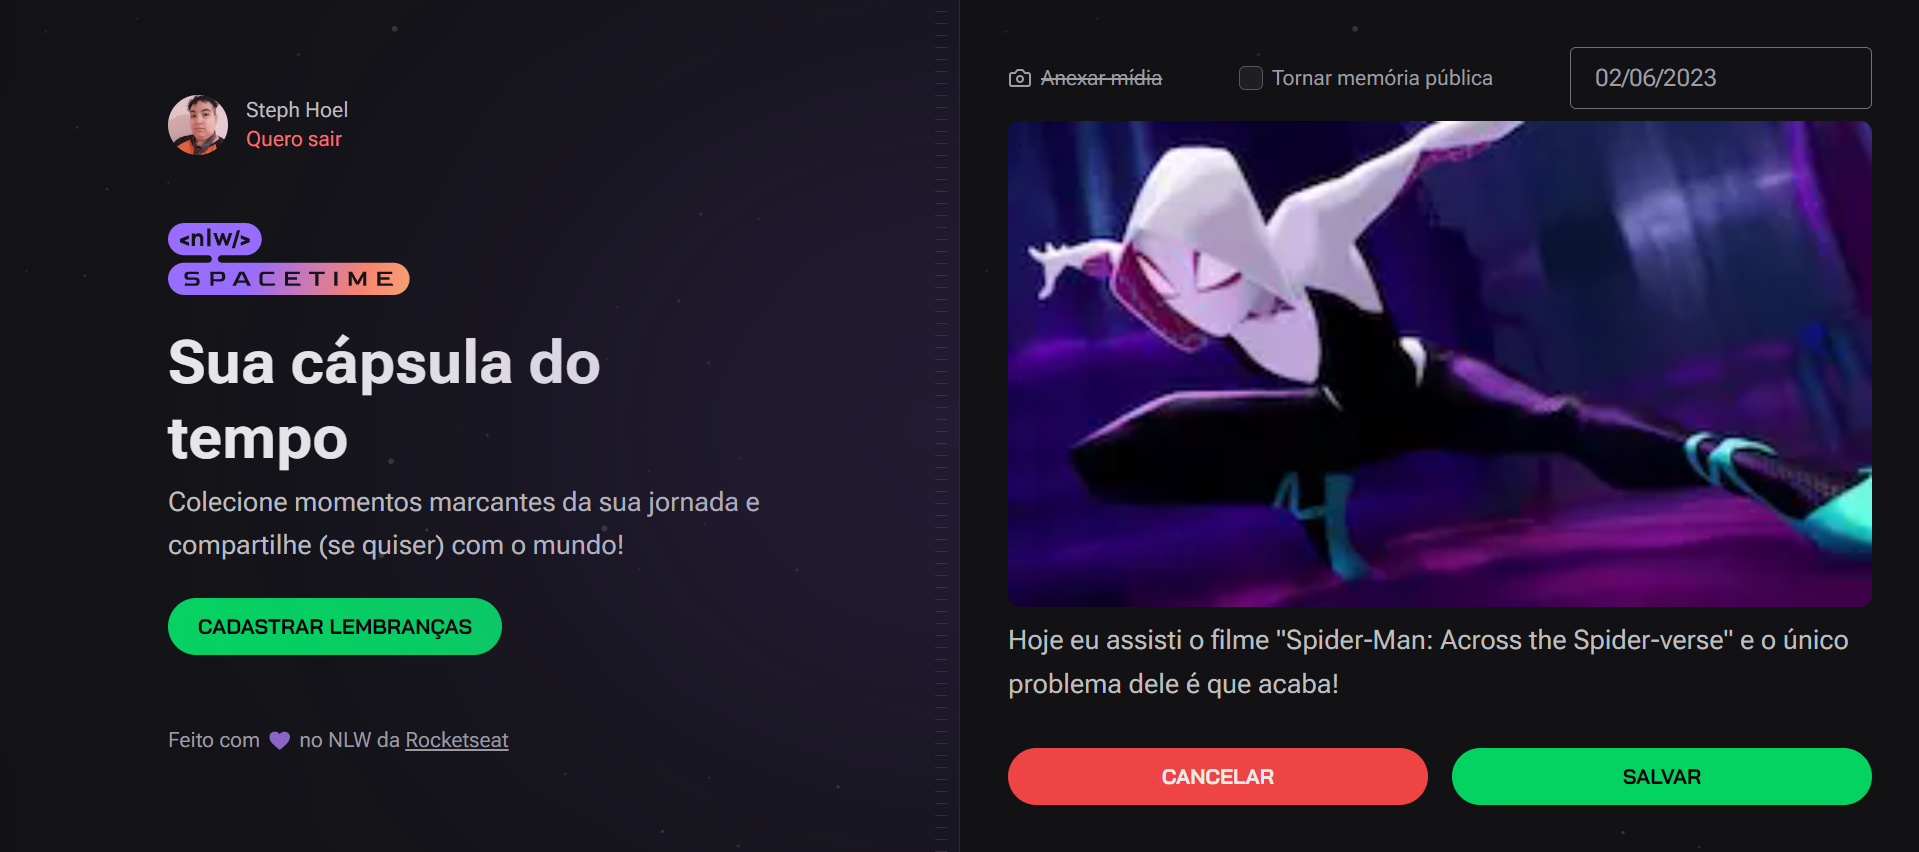 Steph Hoel
Quero sair
<nlw/>
SPACETIME
Sua cápsula do
tempo
Colecione momentos marcantes da sua jornada e
compartilhe (se quiser) com o mundo!
CADASTRAR LEMBRANÇAS
Feito com 💜 no NLW da Rocketseat
Anexar mídia
Tornar memória pública
02/06/2023
Hoje eu assisti o filme "Spider-Man: Across the Spider-verse" e o único
problema dele é que acaba!
CANCELAR
SALVAR